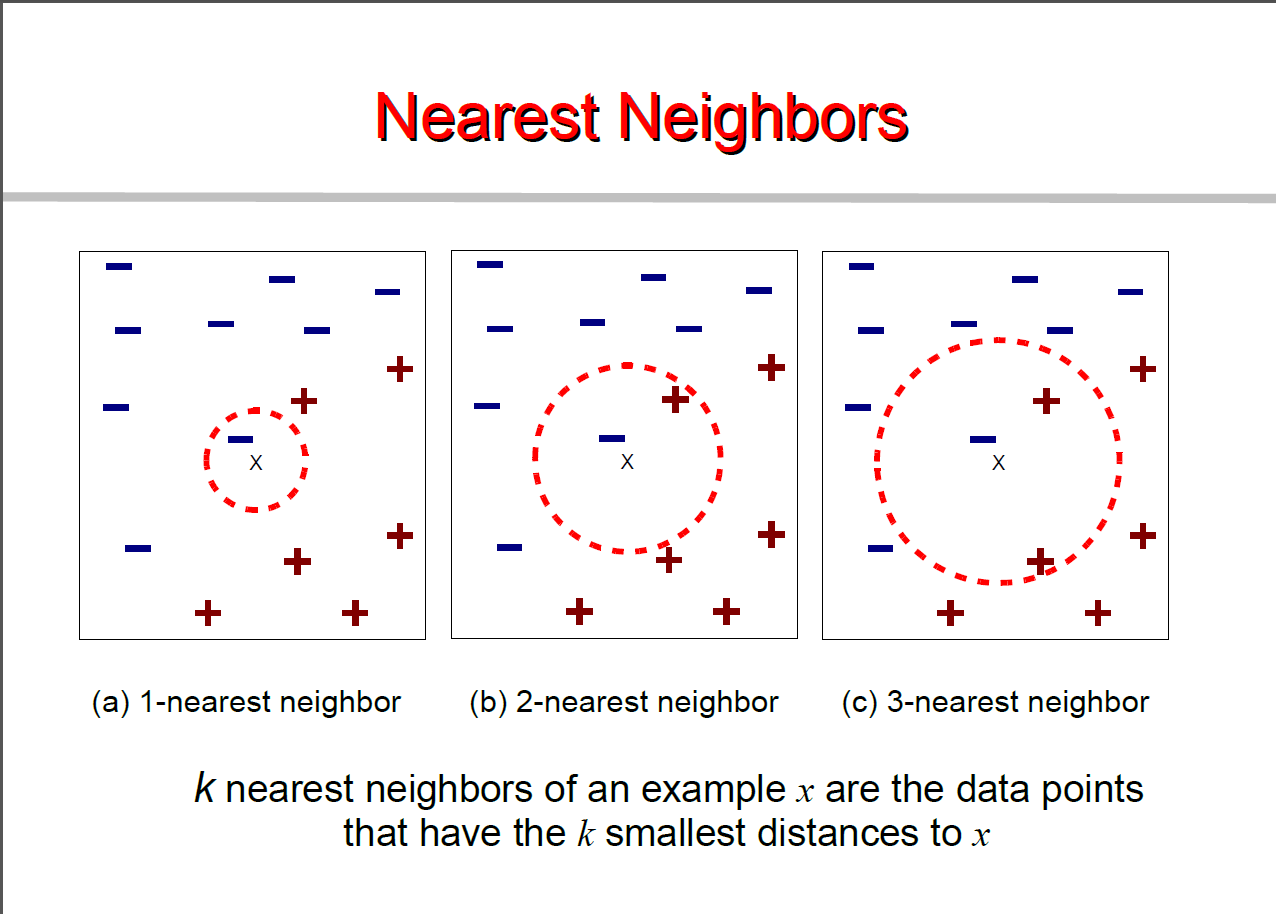 Nearest Neighbors
X
X
X
(a) 1-nearest neighbor
(b) 2-nearest neighbor
(c) 3-nearest neighbor
k nearest neighbors of an example x are the data points
that have the k smallest distances to x